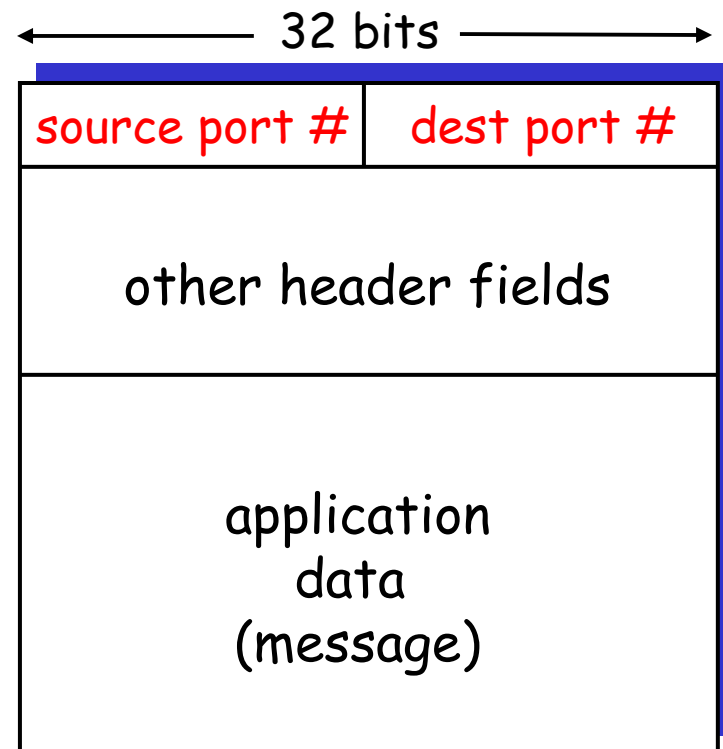 32 bits
source port # dest port #
other header fields
application
data
(message)